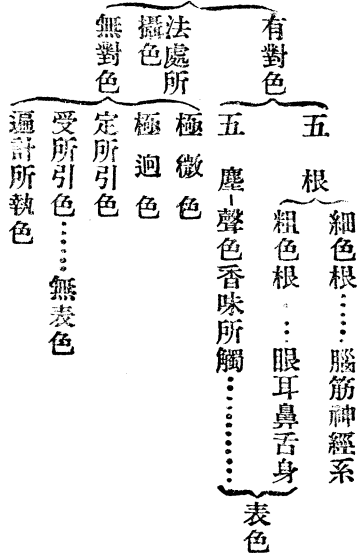 有對色
五根
細色根……腦筋神經系
粗色根……眼耳鼻舌身
五塵-聲色香味所觸…………表色
法處所攝色
無對色
極微色
極迥色
定所引色
受所引色……無表色
遍計所執色